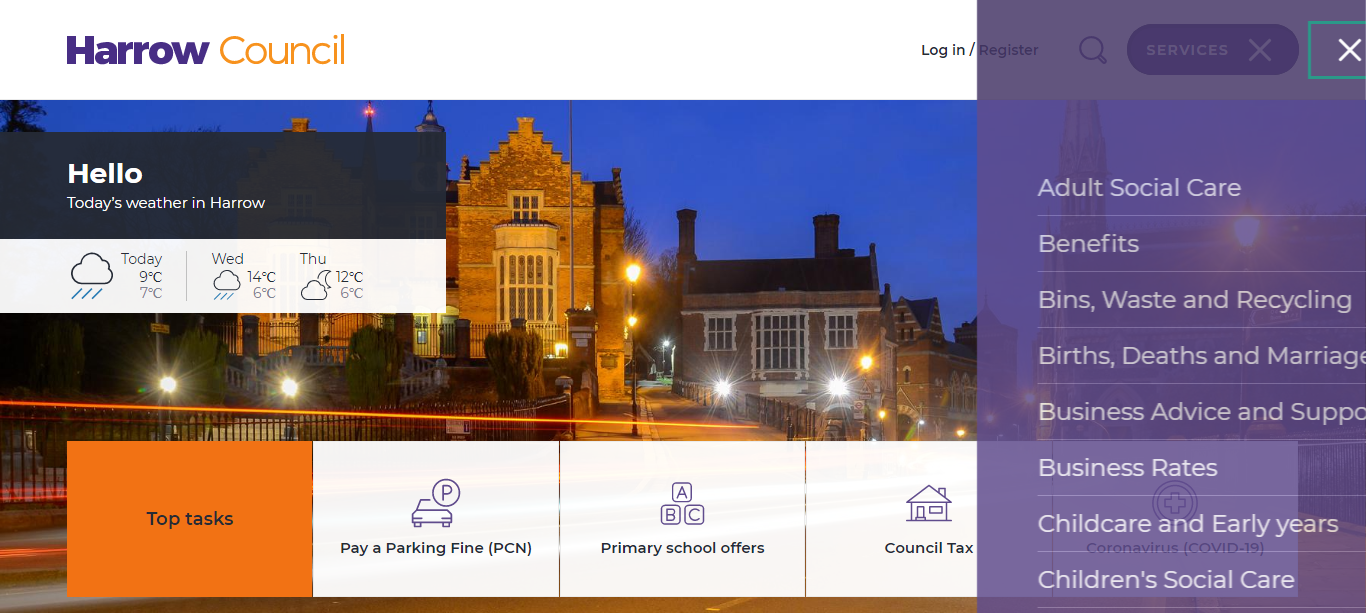 Harrow Council
Log in / Register
SERVICES
Hello
Today's weather in Harrow
Today
9°C
7°C
Wed
14°C
6°C
Thu
12°C
6°C
Adult Social Care
Benefits
Bins, Waste and Recycling
Births, Deaths and Marriage
Business Advice and Suppo
Business Rates
Childcare and Early years
Children's Social Care
Top tasks
P
Pay a Parking Fine (PCN)
A
B C
Primary school offers
Council Tax
Coronavirus (COVID-19)